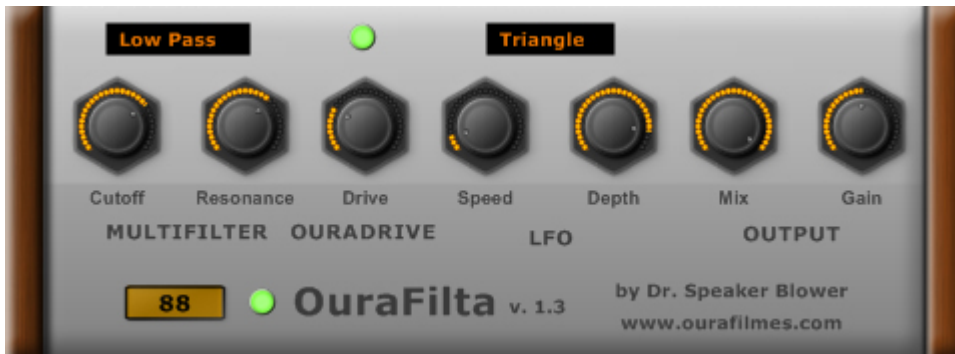 Low Pass Triangle
Cutoff Resonance Drive Speed Depth Mix Gain
MULTIFILTER OURADRIVE LFO OUTPUT
88 OuraFilta v. 1.3
by Dr. Speaker Blower
www.ourafilmes.com